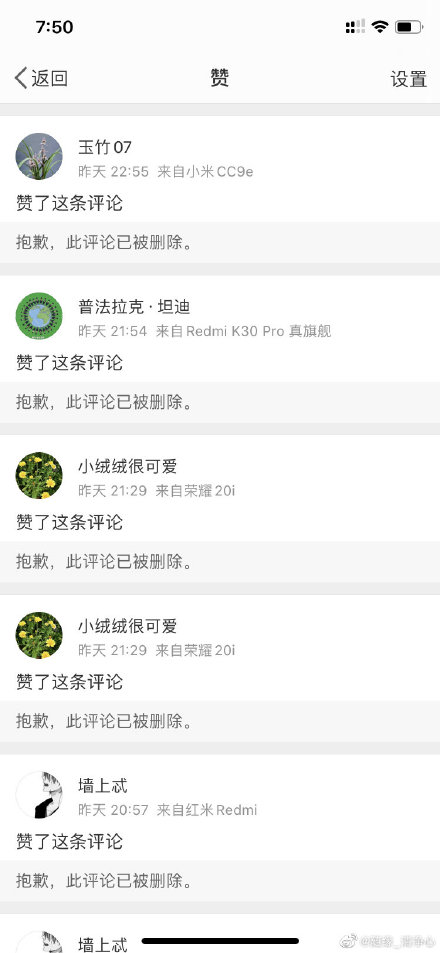 7:50
返回
赞
设置
玉竹07
昨天 22:55 来自小米CC9e
赞了这条评论
抱歉，此评论已被删除。
普法拉克·坦迪
昨天 21:54 来自Redmi K30 Pro 真旗舰
赞了这条评论
抱歉，此评论已被删除。
小绒绒很可爱
昨天 21:29 来自荣耀20i
赞了这条评论
抱歉，此评论已被删除。
小绒绒很可爱
昨天 21:29 来自荣耀20i
赞了这条评论
抱歉，此评论已被删除。
墙上忒
昨天 20:57 来自红米Redmi
赞了这条评论
抱歉，此评论已被删除。
墙上忒